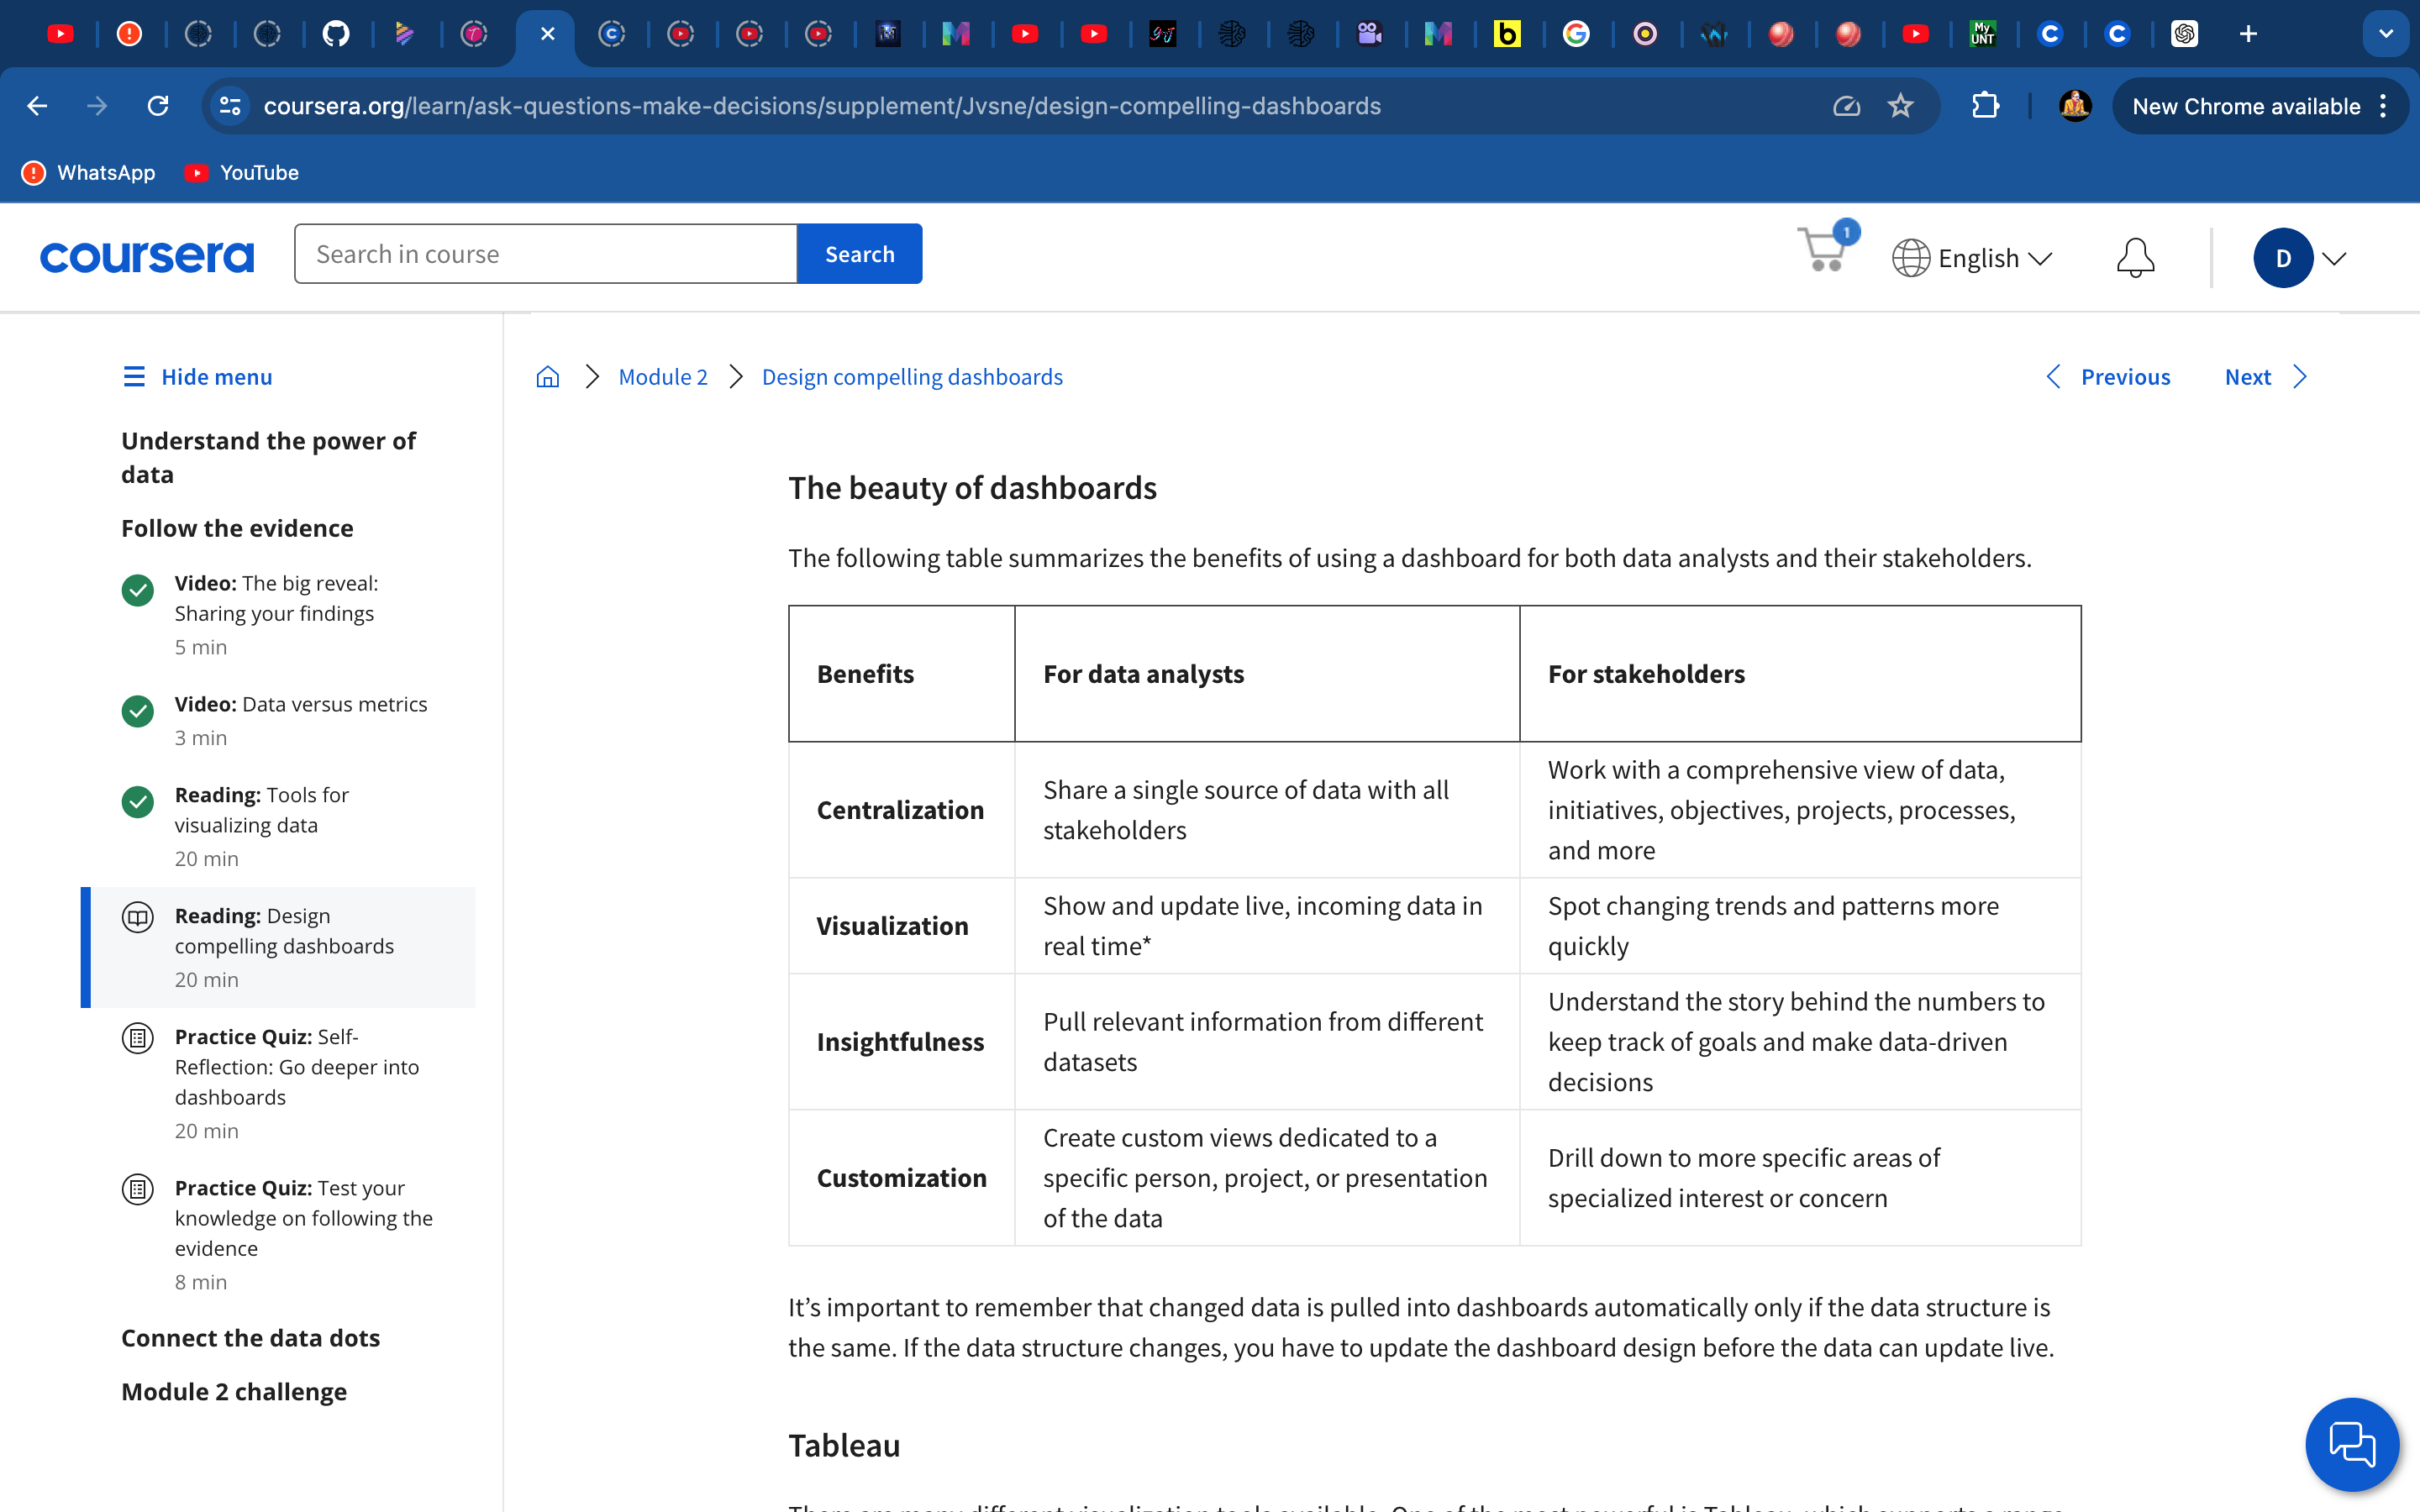 coursera.org/learn/ask-questions-make-decisions/supplement/Jvsne/design-compelling-dashboards
New Chrome available
WhatsApp
YouTube
coursera
Search in course
Search
1
English
D
Hide menu
Understand the power of
data
Follow the evidence
Video: The big reveal:
Sharing your findings
5 min
Video: Data versus metrics
3 min
Reading: Tools for
visualizing data
20 min
Reading: Design
compelling dashboards
20 min
Practice Quiz: Self-
Reflection: Go deeper into
dashboards
20 min
Practice Quiz: Test your
knowledge on following the
evidence
8 min
Connect the data dots
Module 2 challenge
Module 2
Design compelling dashboards
Previous
Next
The beauty of dashboards
The following table summarizes the benefits of using a dashboard for both data analysts and their stakeholders.
Benefits
For data analysts
For stakeholders
Centralization
Share a single source of data with all
stakeholders
Work with a comprehensive view of data,
initiatives, objectives, projects, processes,
and more
Visualization
Show and update live, incoming data in
real time*
Spot changing trends and patterns more
quickly
Insightfulness
Pull relevant information from different
datasets
Understand the story behind the numbers to
keep track of goals and make data-driven
decisions
Customization
Create custom views dedicated to a
specific person, project, or presentation
of the data
Drill down to more specific areas of
specialized interest or concern
It’s important to remember that changed data is pulled into dashboards automatically only if the data structure is
the same. If the data structure changes, you have to update the dashboard design before the data can update live.
Tableau